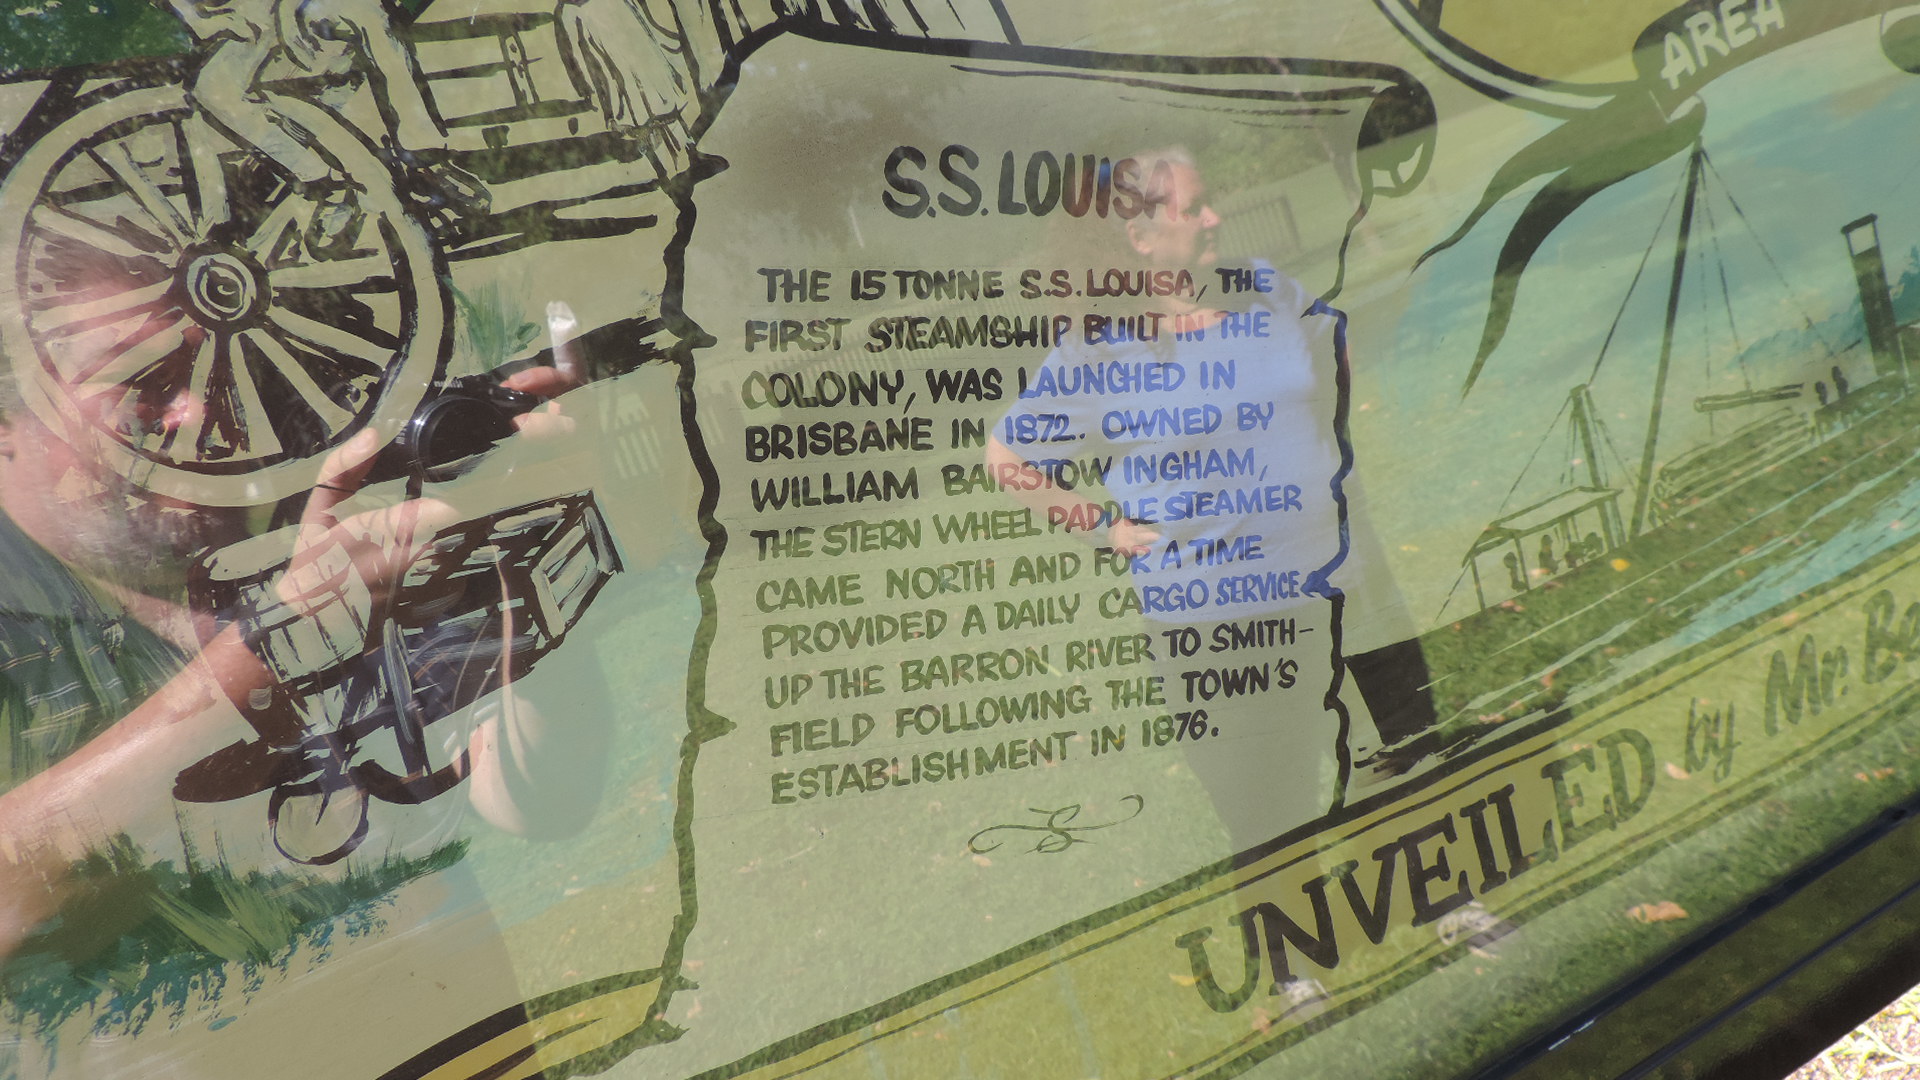 AREA
S.S. LOUISA
THE 15 TONNE S.S. LOUISA, THE
FIRST STEAMSHIP BUILT IN THE
COLONY, WAS LAUNCHED IN
BRISBANE IN 1872. OWNED BY
WILLIAM BAIRSTOW INGHAM,
THE STERN WHEEL PADDLE STEAMER
CAME NORTH AND FOR A TIME
PROVIDED A DAILY CARGO SERVICE
UP THE BARRON RIVER TO SMITH-
FIELD FOLLOWING THE TOWN'S
ESTABLISHMENT IN 1876.
UNVEILED by Mr. Be